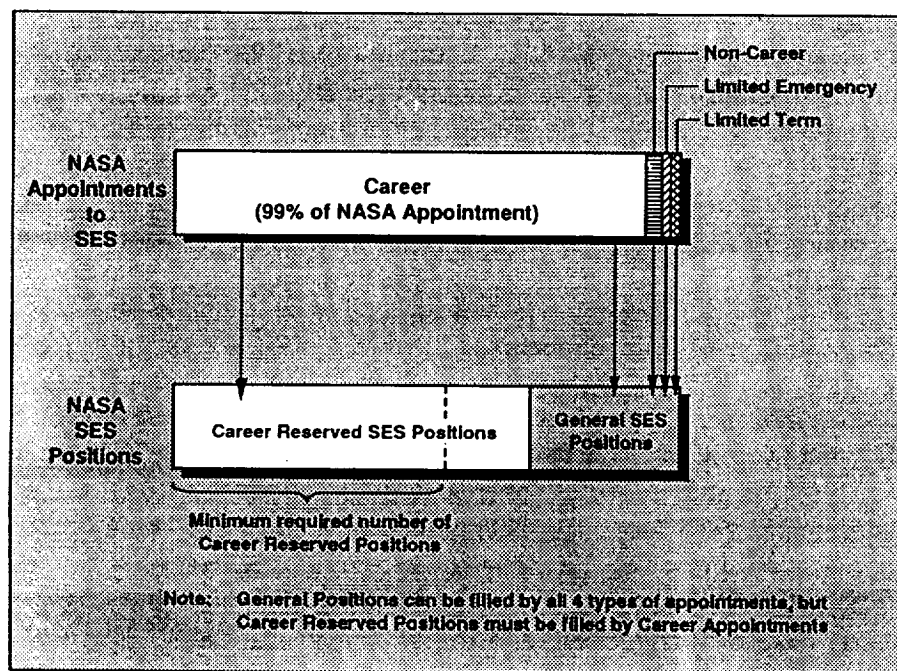 Non-Career
Limited Emergency
Limited Term
NASA
Appointments
to
SES
Career
(99% of NASA Appointment)
NASA
SES
Positions
Career Reserved SES Positions
General SES
Positions
Minimum required number of
Career Reserved Positions
Note: General Positions can be filled by all 4 types of appointments, but
Career Reserved Positions must be filled by Career Appointments